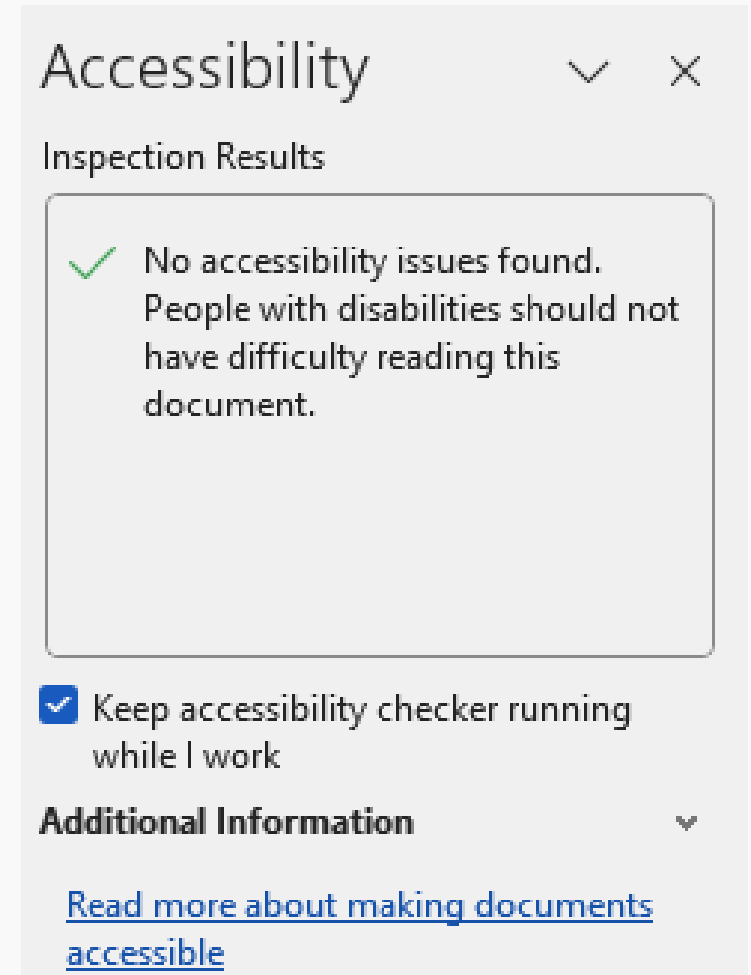 Accessibility
Inspection Results
No accessibility issues found.
People with disabilities should not
have difficulty reading this
document.
Keep accessibility checker running
while I work
Additional Information
Read more about making documents
accessible